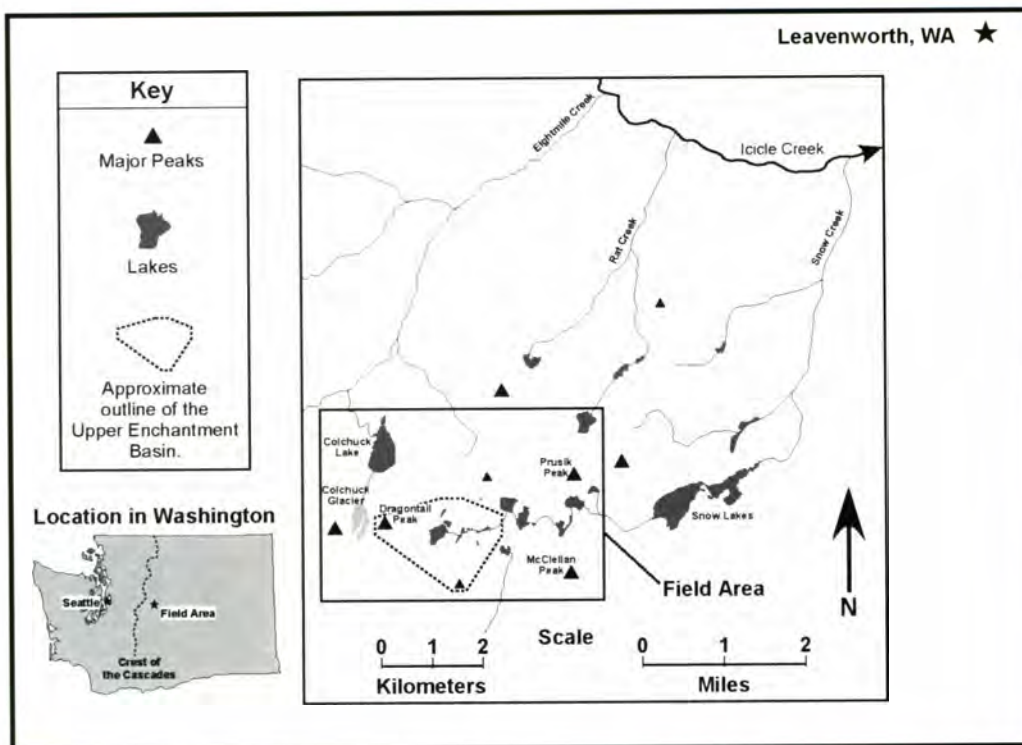 Leavenworth, WA
Key
Major Peaks
Lakes
Approximate
outline of the
Upper Enchantment
Basin.
Location in Washington
Seattle
Field Area
Crest of
the Cascades
Eightmile Creek
Icicle Creek
Rat Creek
Snow Creek
Colchuck
Lake
Prusik
Peak
Colchuck
Glacier
Dragontail
Peak
Snow Lakes
McClellan
Peak
Field Area
N
Scale
0 1 2
Kilometers
0 1 2
Miles